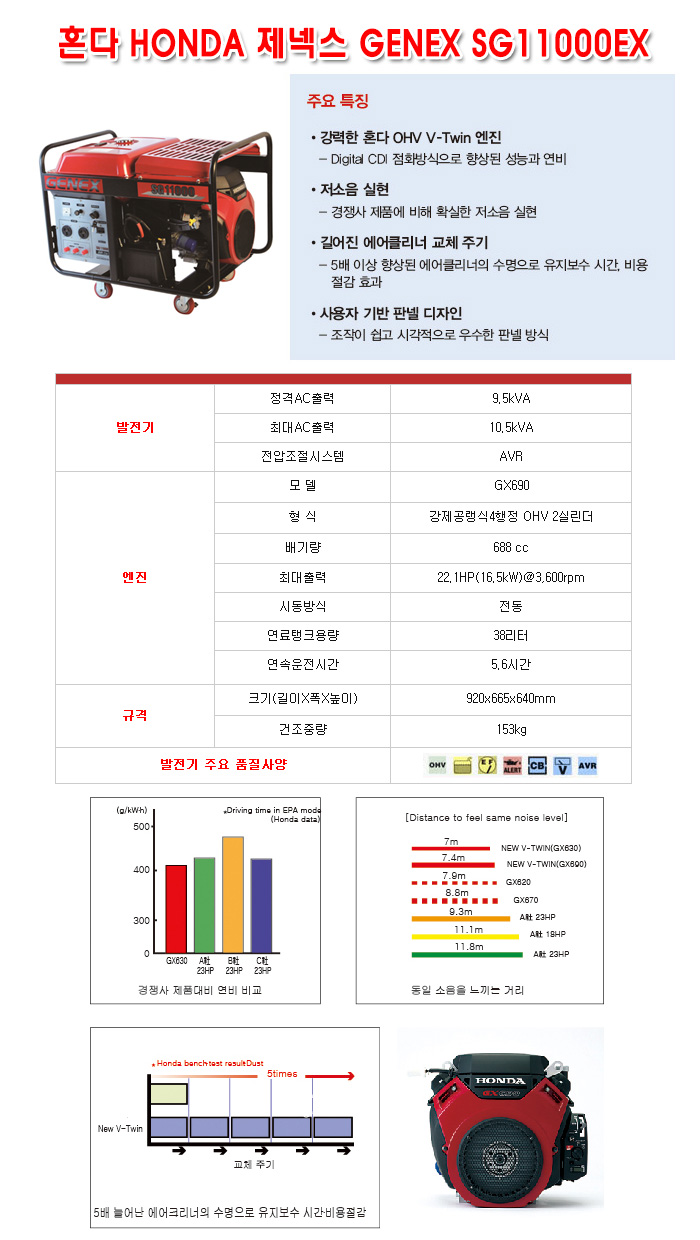 혼다 HONDA 제넥스 GENEX SG11000EX
GENEX
SG11000
주요 특징
• 강력한 혼다 OHV V-Twin 엔진
– Digital CDI 점화방식으로 향상된 성능과 연비
• 저소음 실현
– 경쟁사 제품에 비해 확실한 저소음 실현
• 길어진 에어클리너 교체 주기
– 5배 이상 향상된 에어클리너의 수명으로 유지보수 시간, 비용
절감 효과
• 사용자 기반 판넬 디자인
– 조작이 쉽고 시각적으로 우수한 판넬 방식
발전기
정격AC출력 9.5kVA
최대AC출력 10.5kVA
전압조절시스템 AVR
엔진
모 델 GX690
형 식 강제공랭식4행정 OHV 2실린더
배기량 688 cc
최대출력 22.1HP(16.5kW)@3,600rpm
시동방식 전동
연료탱크용량 38리터
연속운전시간 5.6시간
규격
크기(길이X폭X높이) 920x665x640mm
건조중량 153kg
발전기 주요 품질사양
OHV ALERT CB V AVR
(g/kW·h)
*Driving time in EPA mode
(Honda data)
500
400
300
0
GX630 A社 23HP B社 23HP C社 23HP
경쟁사 제품대비 연비 비교
[Distance to feel same noise level]
7m NEW V-TWIN(GX630)
7.4m NEW V-TWIN(GX690)
7.9m GX620
8.8m GX670
9.3m A社 23HP
11.1m A社 18HP
11.8m A社 23HP
동일 소음을 느끼는 거리
* Honda bench-test result-Dust
5times
New V-Twin
교체 주기
5배 늘어난 에어크리너의 수명으로 유지보수 시간·비용절감
HONDA